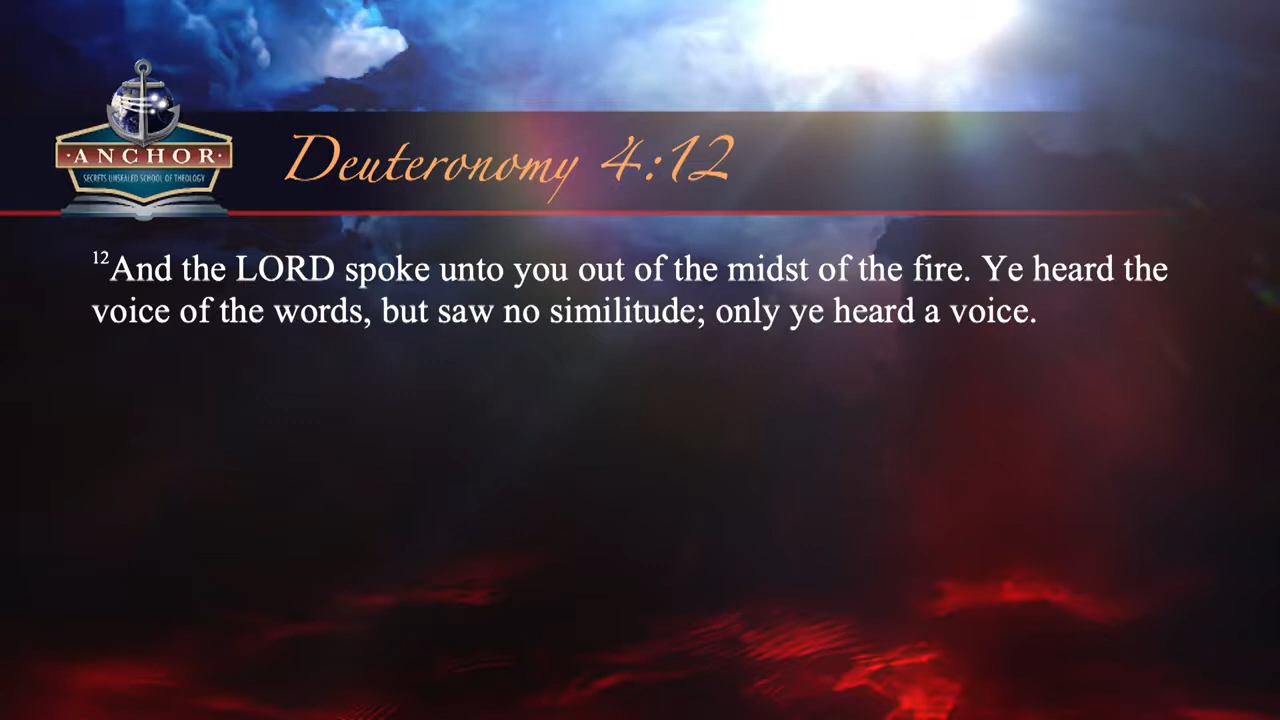 ·ANCHOR·
SECRETS UNSEALED SCHOOL OF THEOLOGY
Deuteronomy 4:12
12And the LORD spoke unto you out of the midst of the fire. Ye heard the
voice of the words, but saw no similitude; only ye heard a voice.